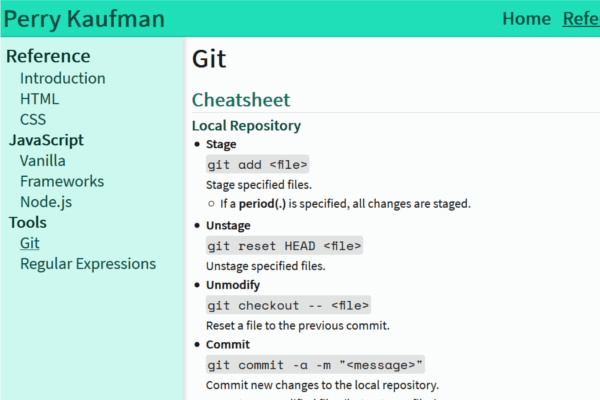 Perry Kaufman
Home Refe
Reference
Introduction
HTML
CSS
JavaScript
Vanilla
Frameworks
Node.js
Tools
Git
Regular Expressions
Git
Cheatsheet
Local Repository
Stage
git add <file>
Stage specified files.
If a period(.) is specified, all changes are staged.
Unstage
git reset HEAD <file>
Unstage specified files.
Unmodify
git checkout -- <file>
Reset a file to the previous commit.
Commit
git commit -a -m "<message>"
Commit new changes to the local repository.